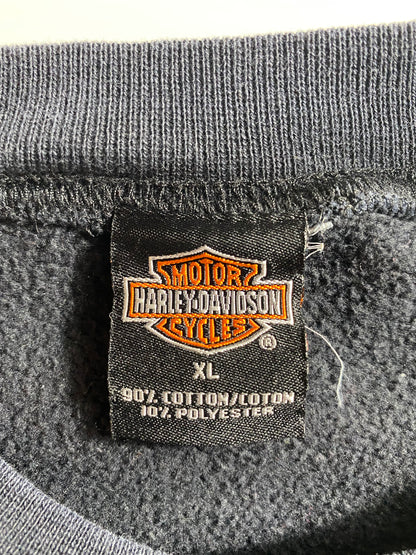 MOTOR
HARLEY-DAVIDSON
CYCLES
®
XL
90% COTTON/COTON
10% POLYESTER